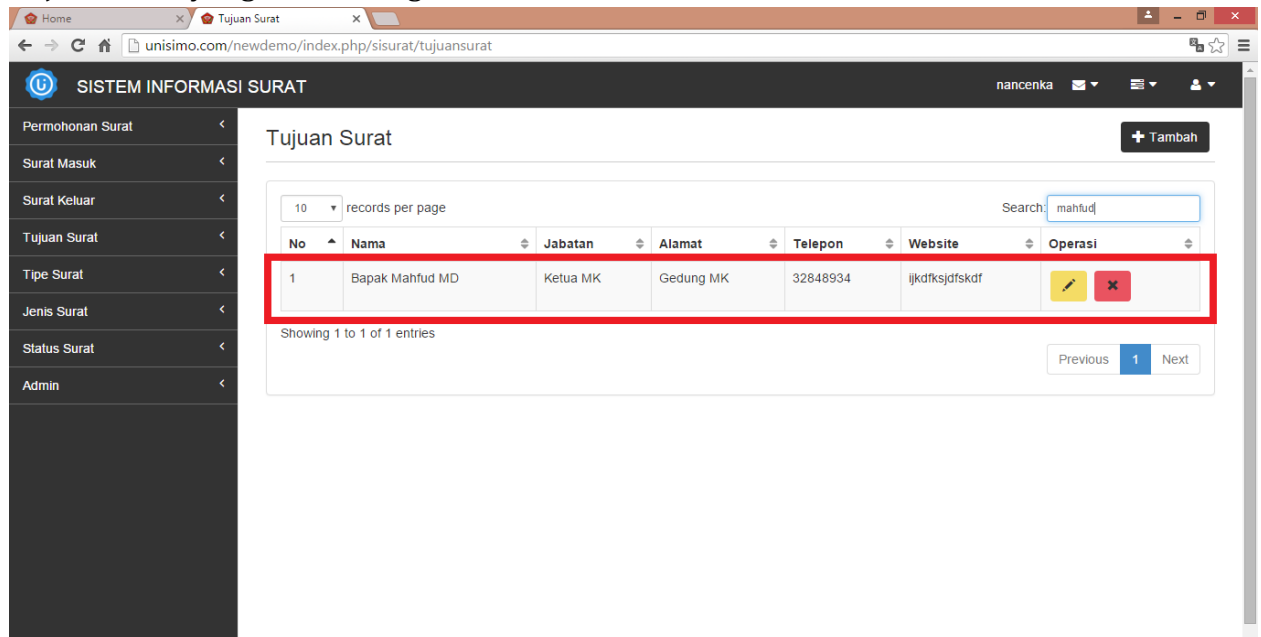 Home
Tujuan Surat
unisimo.com/newdemo/index.php/sisurat/tujuansurat
SISTEM INFORMASI SURAT
nancenka
Permohonan Surat
Surat Masuk
Surat Keluar
Tujuan Surat
Tipe Surat
Jenis Surat
Status Surat
Admin
Tujuan Surat
Tambah
10 records per page
Search: mahfud
No Nama Jabatan Alamat Telepon Website Operasi
1 Bapak Mahfud MD Ketua MK Gedung MK 32848934 ijkdfksjdfskdf
Showing 1 to 1 of 1 entries
Previous 1 Next